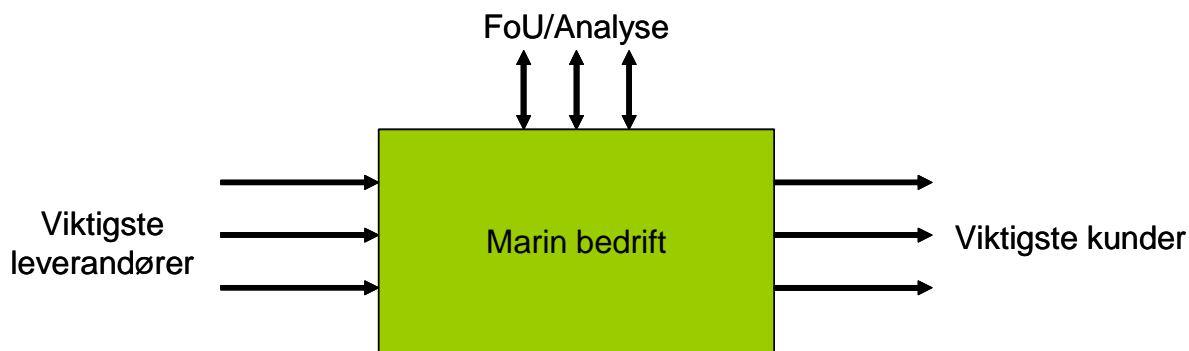 FoU/Analyse
Viktigste
leverandører
Marin bedrift
Viktigste kunder